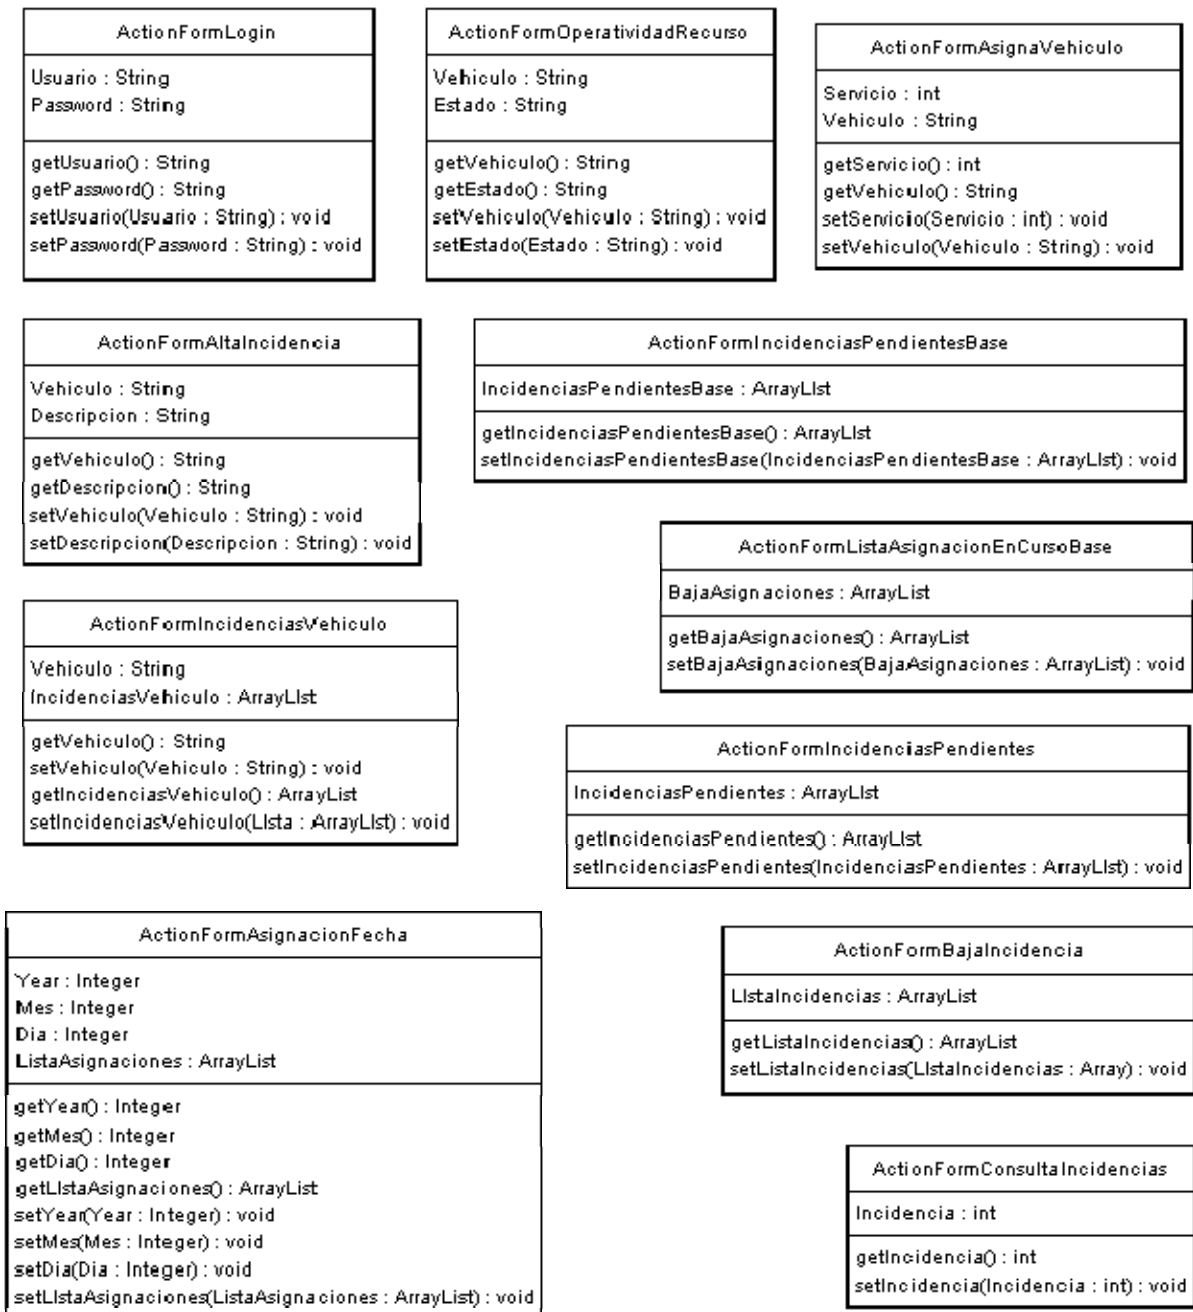 ActionFormLogin
Usuario : String
Password : String
getUsuario() : String
getPassword() : String
setUsuario(Usuario : String) : void
setPassword(Password : String) : void
ActionFormOperatividadRecurso
Vehiculo : String
Estado : String
getVehiculo() : String
getEstado() : String
setVehiculo(Vehiculo : String) : void
setEstado(Estado : String) : void
ActionFormAsignaVehiculo
Servicio : int
Vehiculo : String
getServicio() : int
getVehiculo() : String
setServicio(Servicio : int) : void
setVehiculo(Vehiculo : String) : void
ActionFormAltaIncidencia
Vehiculo : String
Descripcion : String
getVehiculo() : String
getDescripcion() : String
setVehiculo(Vehiculo : String) : void
setDescripcion(Descripcion : String) : void
ActionFormIncidenciasPendientesBase
IncidenciasPendientesBase : ArrayLIst
getIncidenciasPendientesBase() : ArrayLIst
setIncidenciasPendientesBase(IncidenciasPendientesBase : ArrayLIst) : void
ActionFormListaAsignacionEnCursoBase
BajaAsignaciones : ArrayList
getBajaAsignaciones() : ArrayList
setBajaAsignaciones(BajaAsignaciones : ArrayList) : void
ActionFormIncidenciasVehiculo
Vehiculo : String
IncidenciasVehiculo : ArrayLIst
getVehiculo() : String
setVehiculo(Vehiculo : String) : void
getIncidenciasVehiculo() : ArrayList
setIncidenciasVehiculo(LIsta : ArrayLIst) : void
ActionFormIncidenciasPendientes
IncidenciasPendientes : ArrayLIst
getIncidenciasPendientes() : ArrayLIst
setIncidenciasPendientes(IncidenciasPendientes : ArrayLIst) : void
ActionFormAsignacionFecha
Year : Integer
Mes : Integer
Dia : Integer
ListaAsignaciones : ArrayList
getYear() : Integer
getMes() : Integer
getDia() : Integer
getLIstaAsignaciones() : ArrayList
setYear(Year : Integer) : void
setMes(Mes : Integer) : void
setDia(Dia : Integer) : void
setLIstaAsignaciones(ListaAsignaciones : ArrayList) : void
ActionFormBajaIncidencia
LIstaIncidencias : ArrayList
getListaIncidencias() : ArrayList
setListaIncidencias(LIstaIncidencias : Array) : void
ActionFormConsultaIncidencias
Incidencia : int
getIncidencia() : int
setIncidencia(Incidencia : int) : void